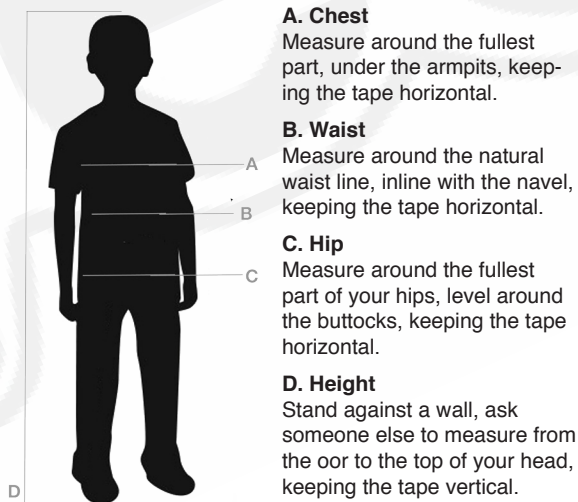 A. Chest
Measure around the fullest
part, under the armpits, keep-
ing the tape horizontal.
B. Waist
Measure around the natural
waist line, inline with the navel,
keeping the tape horizontal.
C. Hip
Measure around the fullest
part of your hips, level around
the buttocks, keeping the tape
horizontal.
D. Height
Stand against a wall, ask
someone else to measure from
the oor to the top of your head,
keeping the tape vertical.
A
B
C
D